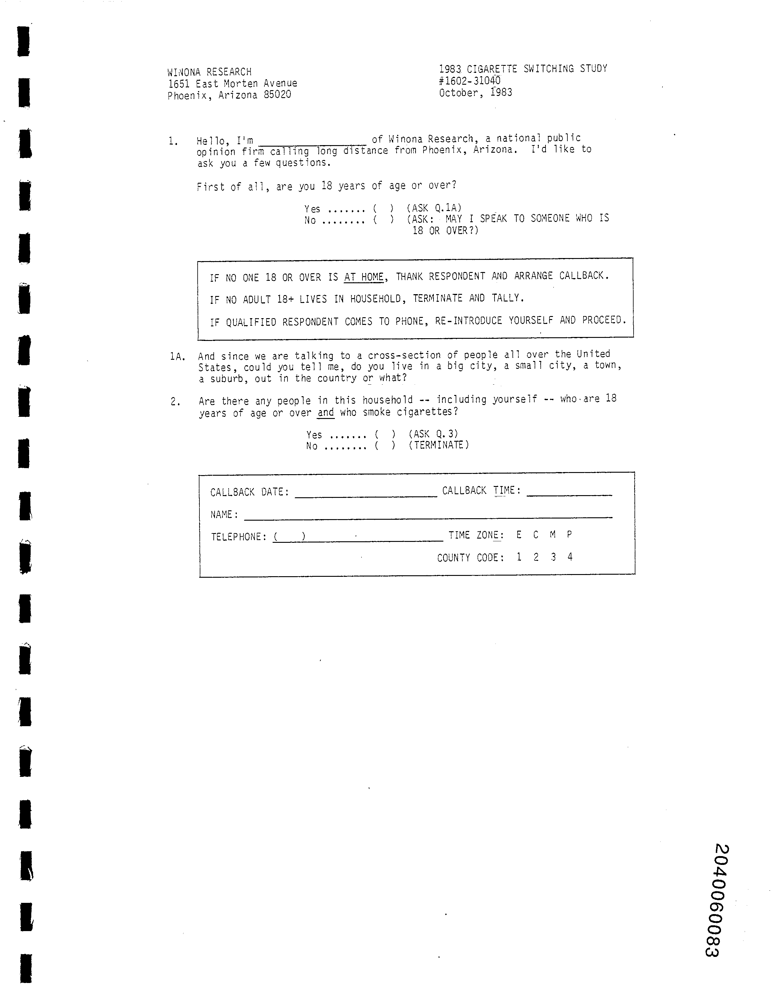 WINONA RESEARCH
1651 East Morten Avenue
Phoenix, Arizona 85020
1983 CIGARETTE SWITCHING STUDY
#1602-31040
October, 1983
1. Hello, I'm ____________________ of Winona Research, a national public
opinion firm calling long distance from Phoenix, Arizona. I'd like to
ask you a few questions.
First of all, are you 18 years of age or over?
Yes ....... ( ) (ASK Q.1A)
No ........ ( ) (ASK: MAY I SPEAK TO SOMEONE WHO IS
18 OR OVER?)
IF NO ONE 18 OR OVER IS AT HOME, THANK RESPONDENT AND ARRANGE CALLBACK.
IF NO ADULT 18+ LIVES IN HOUSEHOLD, TERMINATE AND TALLY.
IF QUALIFIED RESPONDENT COMES TO PHONE, RE-INTRODUCE YOURSELF AND PROCEED.
1A. And since we are talking to a cross-section of people all over the United
States, could you tell me, do you live in a big city, a small city, a town,
a suburb, out in the country or what?
2. Are there any people in this household -- including yourself -- who are 18
years of age or over and who smoke cigarettes?
Yes ....... ( ) (ASK Q.3)
No ........ ( ) (TERMINATE)
CALLBACK DATE: ____________________ CALLBACK TIME: ____________
NAME: ____________________
TELEPHONE: ( ) ____________________ TIME ZONE: E C M P
COUNTY CODE: 1 2 3 4
2040060083